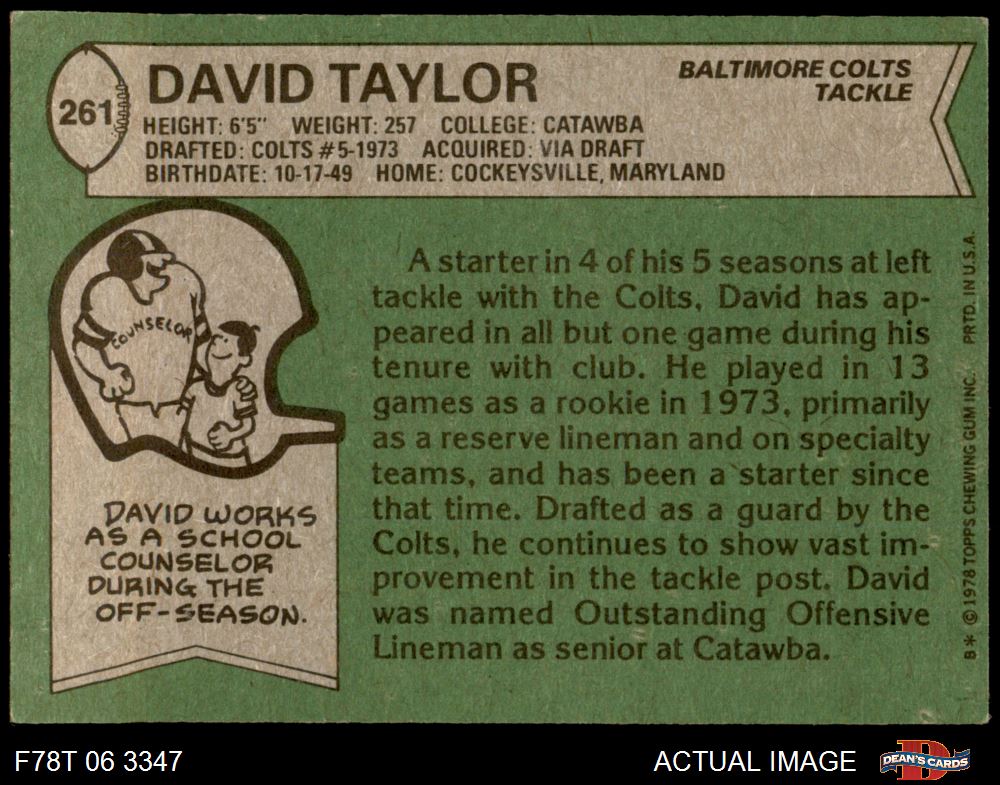 261
DAVID TAYLOR
BALTIMORE COLTS
TACKLE
HEIGHT: 6'5" WEIGHT: 257 COLLEGE: CATAWBA
DRAFTED: COLTS #5-1973 ACQUIRED: VIA DRAFT
BIRTHDATE: 10-17-49 HOME: COCKEYSVILLE, MARYLAND
COUNSELOR
DAVID WORKS
AS A SCHOOL
COUNSELOR
DURING THE
OFF-SEASON.
A starter in 4 of his 5 seasons at left
tackle with the Colts, David has ap-
peared in all but one game during his
tenure with club. He played in 13
games as a rookie in 1973, primarily
as a reserve lineman and on specialty
teams, and has been a starter since
that time. Drafted as a guard by the
Colts, he continues to show vast im-
provement in the tackle post. David
was named Outstanding Offensive
Lineman as senior at Catawba.
B* © 1978 TOPPS CHEWING GUM INC. PRTD. IN U.S.A.
F78T 06 3347
ACTUAL IMAGE
DEAN'S CARDS